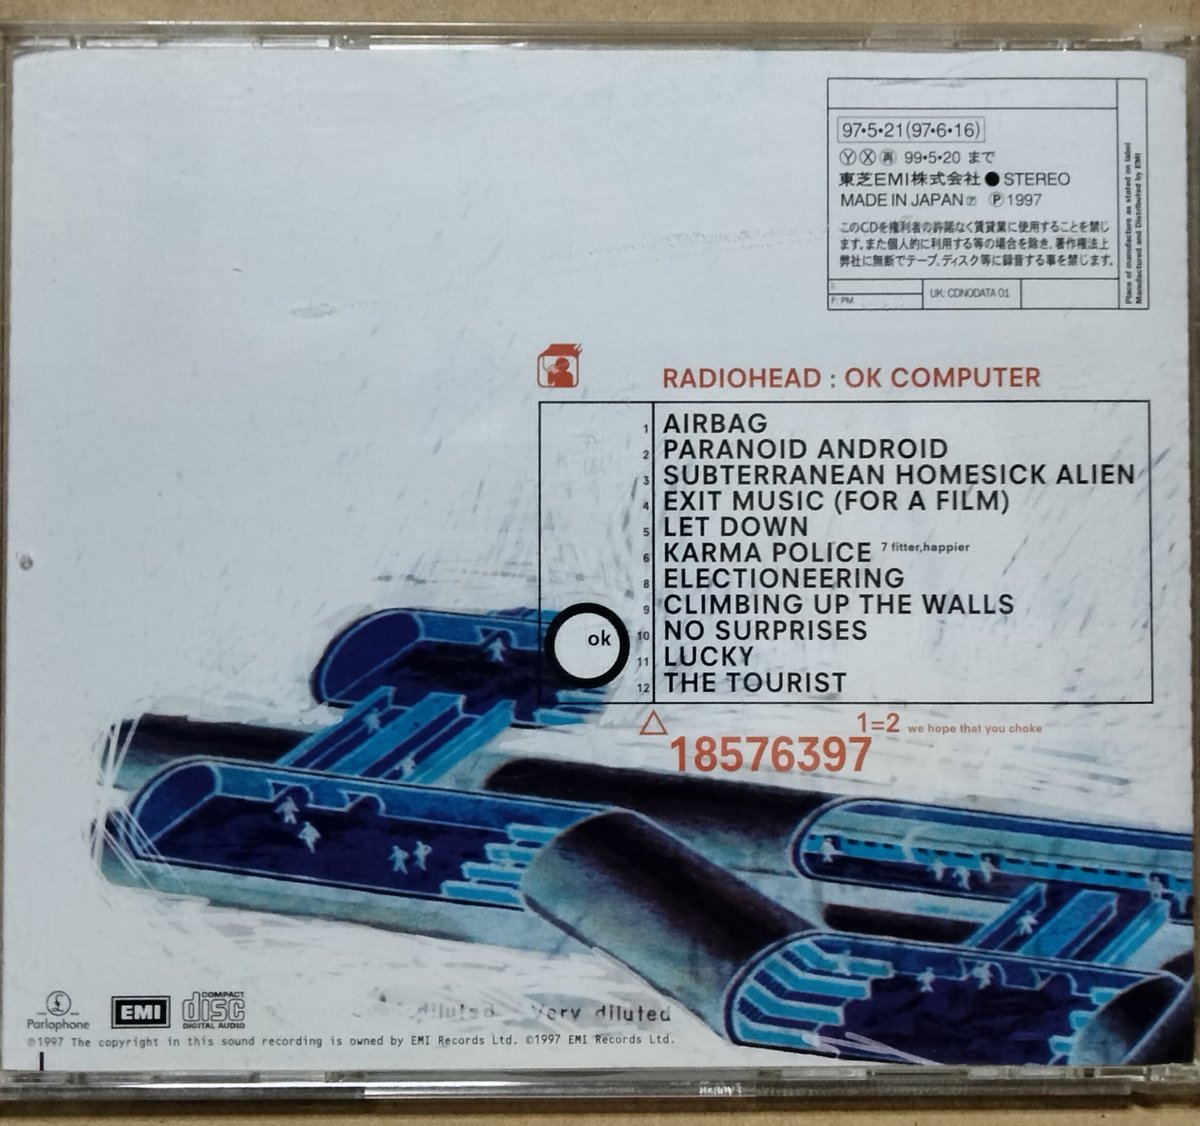 97•5•21(97•6•16)
Ⓨ Ⓧ 再 99•5•20 まで
東芝EMI株式会社 ● STEREO
MADE IN JAPAN ℗ 1997
このCDを権利者の許諾なく賃貸業に使用することを禁じ
ます。また個人的に利用する等の場合を除き、著作権法上
弊社に無断でテープ、ディスク等に録音する事を禁じます。
I:
F: PM
UK: CDNODATA 01
Place of manufacture as stated on label
Manufactured and Distributed by EMI
RADIOHEAD : OK COMPUTER
1 AIRBAG
2 PARANOID ANDROID
3 SUBTERRANEAN HOMESICK ALIEN
4 EXIT MUSIC (FOR A FILM)
5 LET DOWN
6 KARMA POLICE 7 fitter,happier
8 ELECTIONEERING
9 CLIMBING UP THE WALLS
10 NO SURPRISES
11 LUCKY
12 THE TOURIST
ok
1=2 we hope that you choke
18576397
diluted Very diluted
Parlophone
EMI
COMPACT
disc
DIGITAL AUDIO
℗1997 The copyright in this sound recording is owned by EMI Records Ltd. ©1997 EMI Records Ltd.